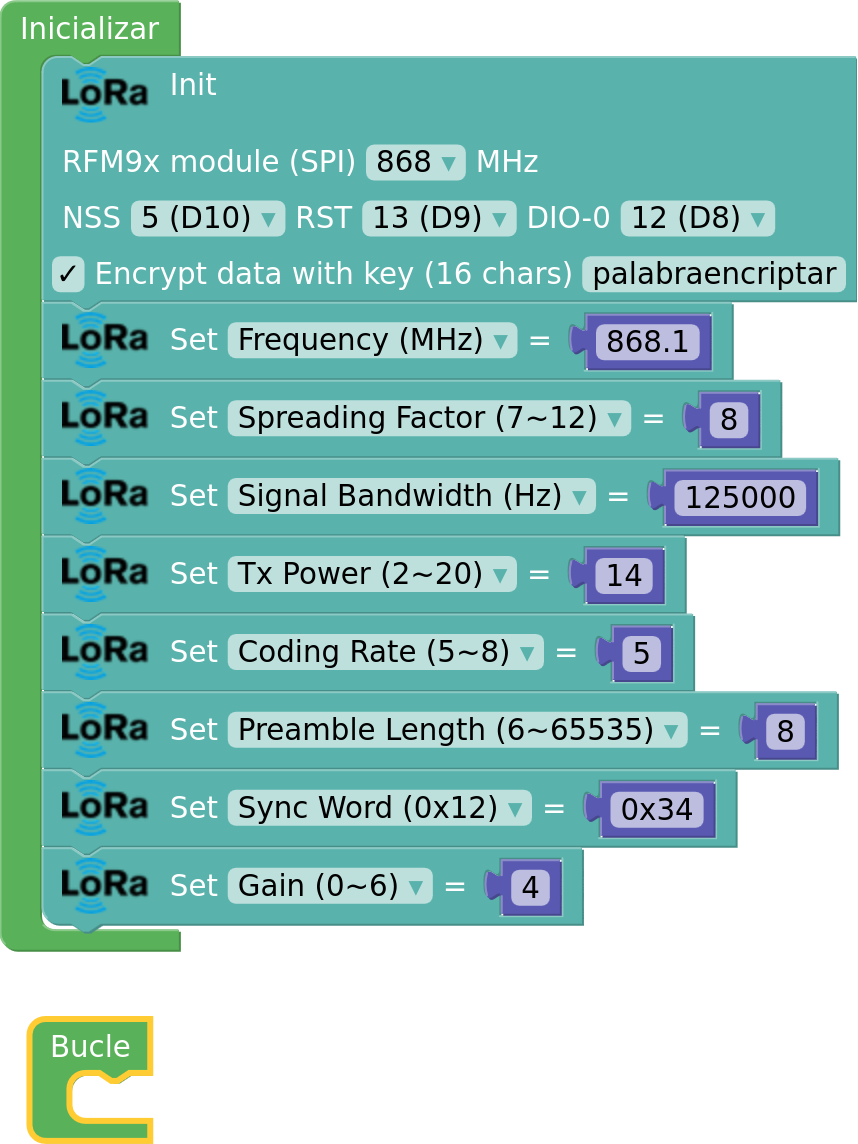 Inicializar
LoRa Init
RFM9x module (SPI) 868 ▼ MHz
NSS 5 (D10) ▼ RST 13 (D9) ▼ DIO-0 12 (D8) ▼
✓ Encrypt data with key (16 chars) palabraencriptar
LoRa Set Frequency (MHz) ▼ = 868.1
LoRa Set Spreading Factor (7~12) ▼ = 8
LoRa Set Signal Bandwidth (Hz) ▼ = 125000
LoRa Set Tx Power (2~20) ▼ = 14
LoRa Set Coding Rate (5~8) ▼ = 5
LoRa Set Preamble Length (6~65535) ▼ = 8
LoRa Set Sync Word (0x12) ▼ = 0x34
LoRa Set Gain (0~6) ▼ = 4
Bucle